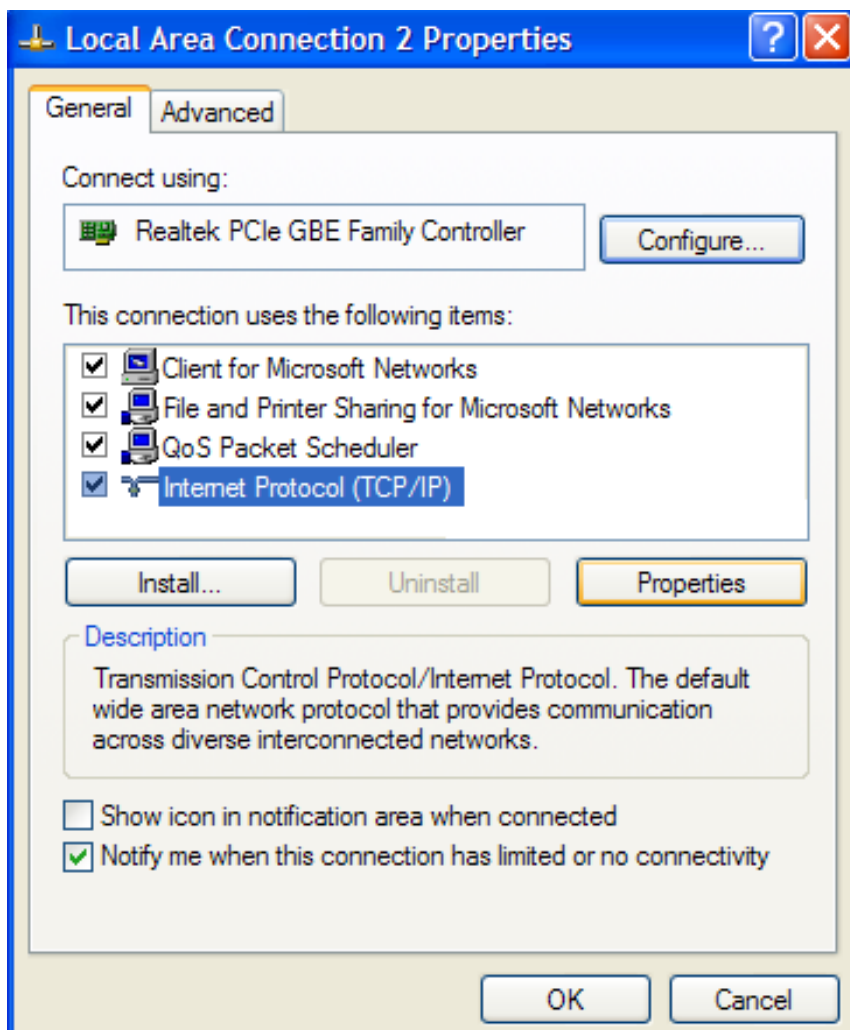 Local Area Connection 2 Properties
General
Advanced
Connect using:
Realtek PCIe GBE Family Controller
Configure...
This connection uses the following items:
Client for Microsoft Networks
File and Printer Sharing for Microsoft Networks
QoS Packet Scheduler
Internet Protocol (TCP/IP)
Install...
Uninstall
Properties
Description
Transmission Control Protocol/Internet Protocol. The default
wide area network protocol that provides communication
across diverse interconnected networks.
Show icon in notification area when connected
Notify me when this connection has limited or no connectivity
OK
Cancel